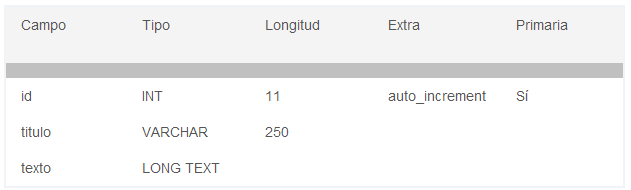 Campo Tipo Longitud Extra Primaria
id INT 11 auto_increment Sí
titulo VARCHAR 250
texto LONG TEXT